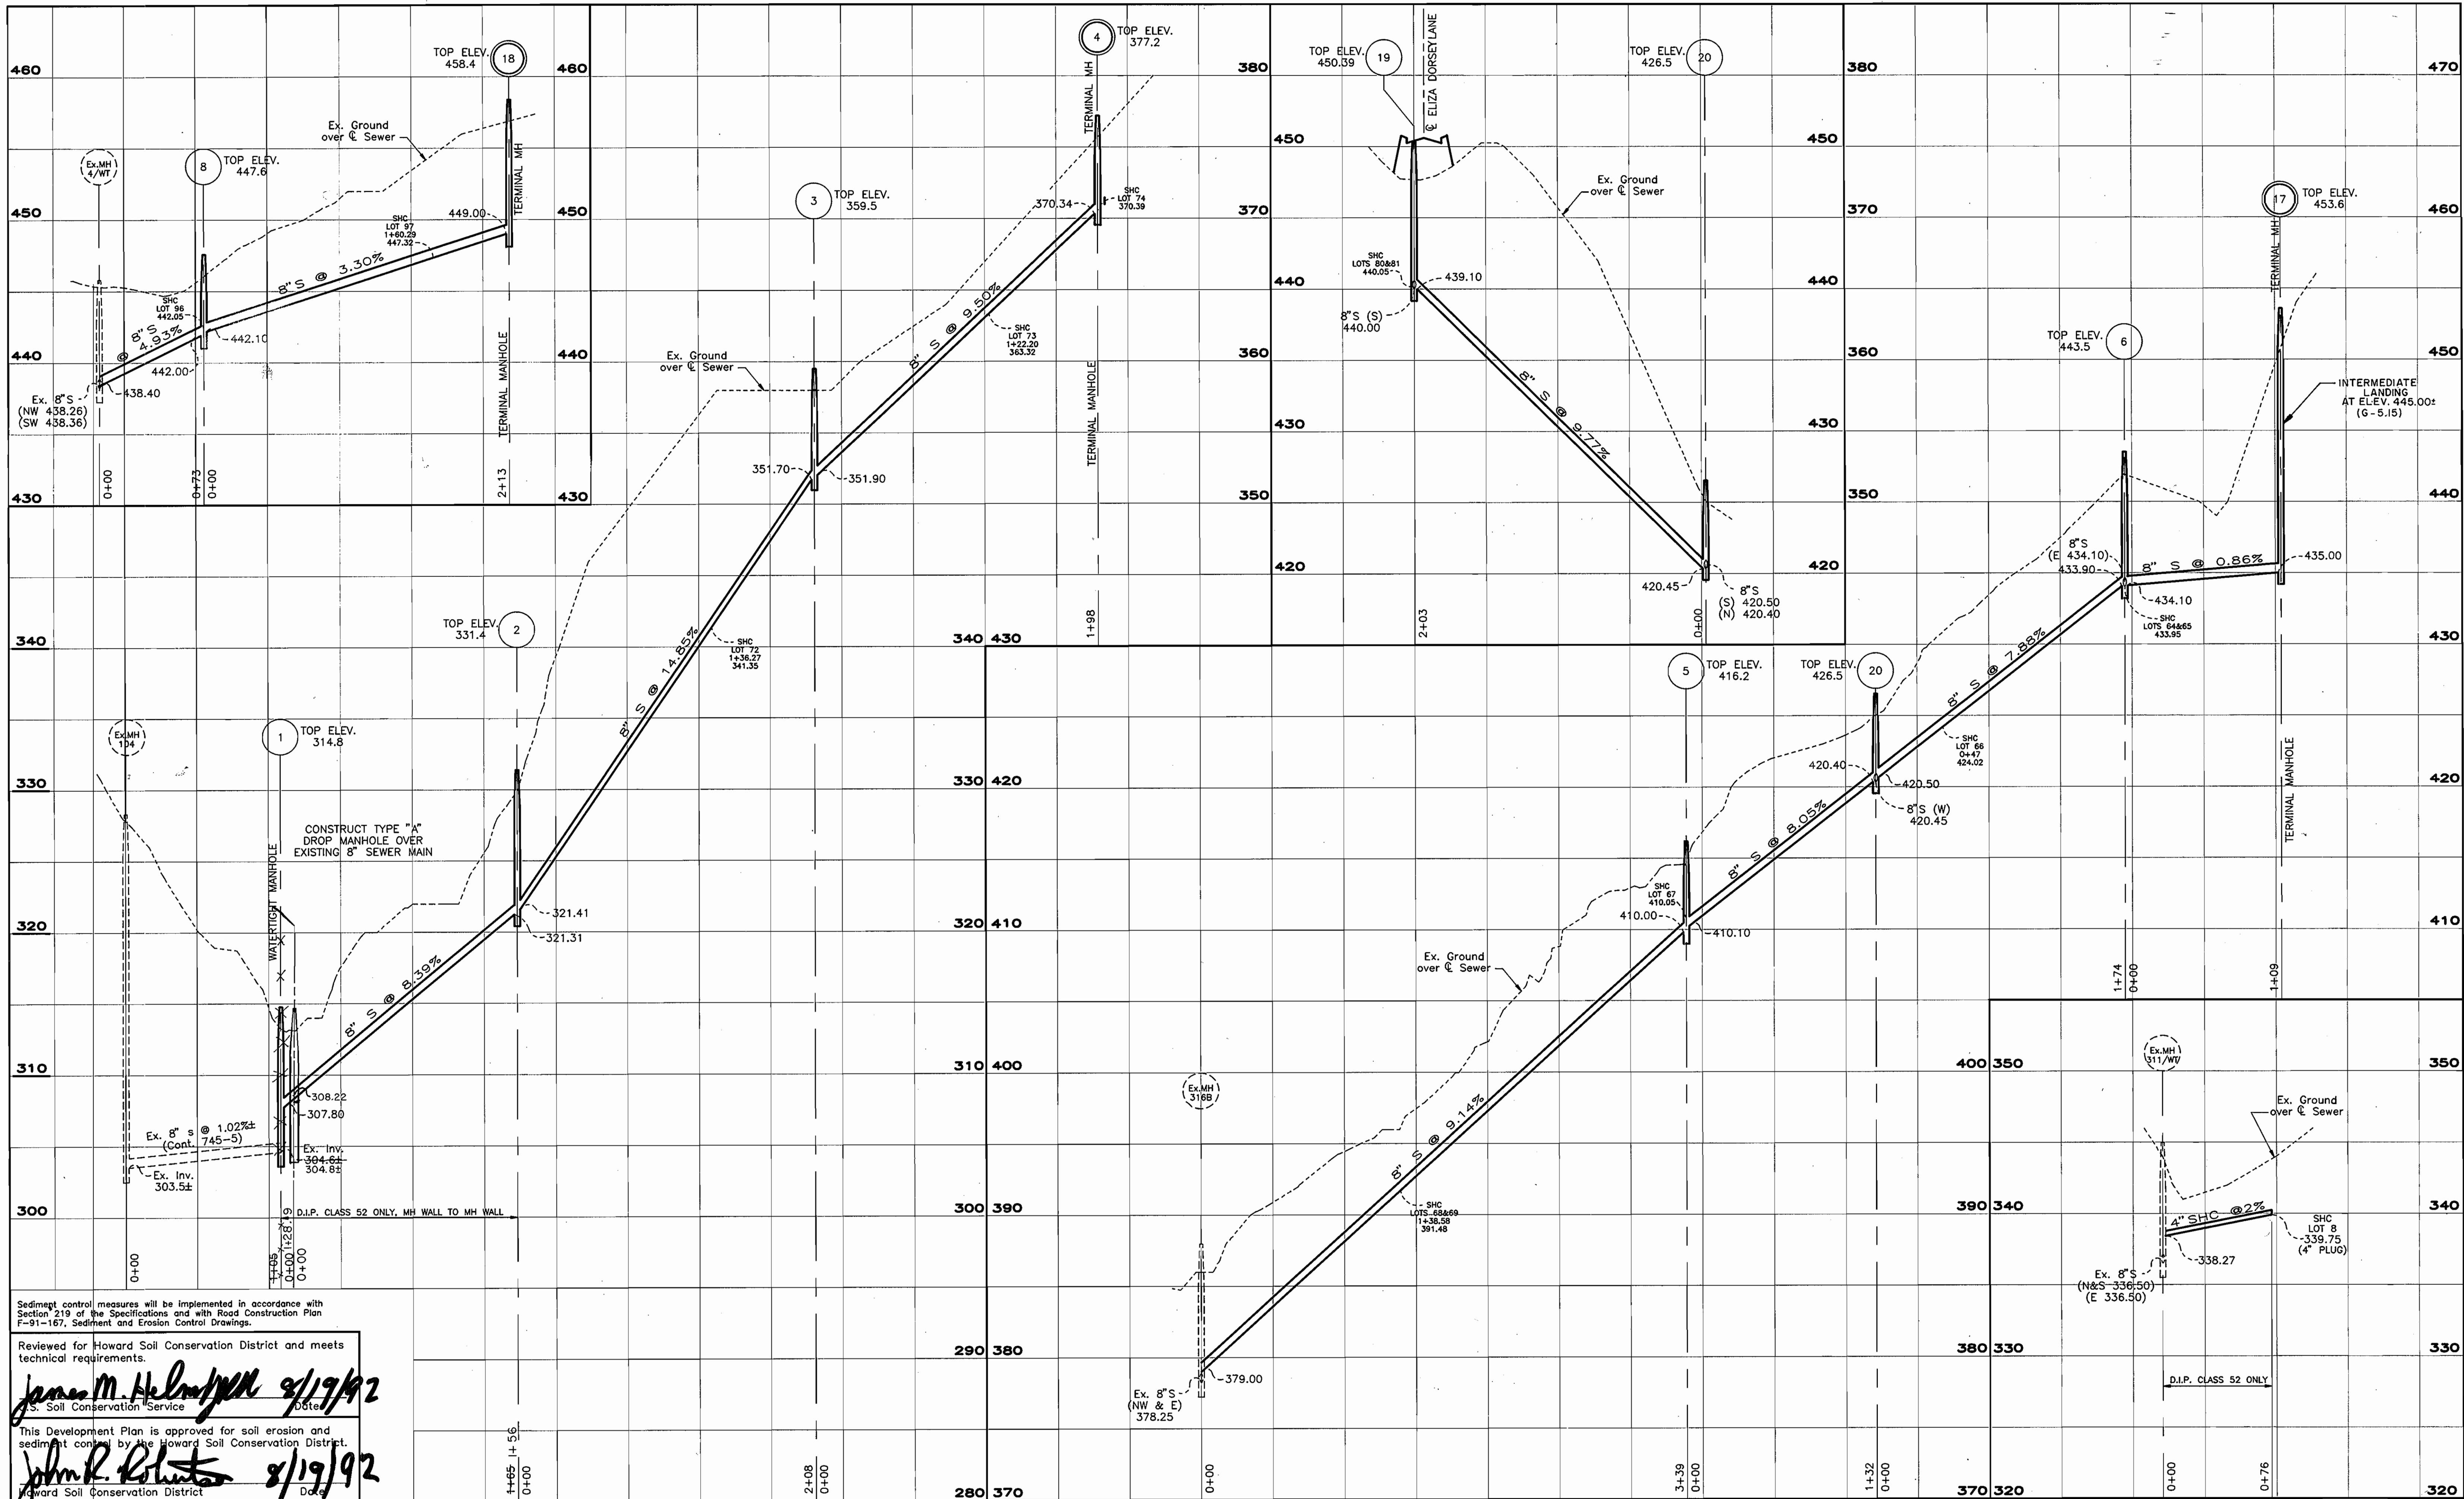 460
450
440
430
Ex.MH
4/WT
8
TOP ELEV.
447.6
TOP ELEV.
458.4
18
Ex. Ground
over ℄ Sewer
TERMINAL MH
SHC
LOT 97
1+60.29
447.32
449.00
8"S @ 3.30%
SHC
LOT 96
442.05
8"S
@ 4.93%
442.10
442.00
438.40
Ex. 8"S
(NW 438.26)
(SW 438.36)
TERMINAL MANHOLE
0+00
0+73
0+00
2+13
460
450
440
430
4
TOP ELEV.
377.2
TERMINAL MH
3
TOP ELEV.
359.5
370.34
SHC
LOT 74
370.39
8" S @ 9.50%
SHC
LOT 73
1+22.20
363.32
Ex. Ground
over ℄ Sewer
TERMINAL MANHOLE
351.70
351.90
1+98
380
370
360
350
340
330
320
310
300
290
280
340
330
320
310
300
TOP ELEV.
331.4
2
8" S @ 14.85%
SHC
LOT 72
1+36.27
341.35
Ex.MH
104
1
TOP ELEV.
314.8
CONSTRUCT TYPE "A"
DROP MANHOLE OVER
EXISTING 8" SEWER MAIN
WATERTIGHT MANHOLE
321.41
321.31
8" S @ 8.39%
308.22
307.80
Ex. 8" s @ 1.02%±
(Cont. 745-5)
Ex. Inv.
304.6±
304.8±
Ex. Inv.
303.5±
D.I.P. CLASS 52 ONLY, MH WALL TO MH WALL
0+00
1+05
0+00
1+28.49
0+00
1+65
1+56
0+00
2+08
0+00
TOP ELEV.
450.39
19
℄ ELIZA DORSEY LANE
TOP ELEV.
426.5
20
450
440
430
420
Ex. Ground
over ℄ Sewer
SHC
LOTS 80&81
440.05
439.10
8"S (S)
440.00
8" S @ 9.77%
420.45
8"S
(S) 420.50
(N) 420.40
2+03
0+00
380
370
360
350
450
440
430
420
470
460
450
440
430
420
410
17
TOP ELEV.
453.6
TERMINAL MH
6
TOP ELEV.
443.5
INTERMEDIATE
LANDING
AT ELEV. 445.00±
(G-5.15)
8"S
(E 434.10)
433.90
8" S @ 0.86%
435.00
434.10
SHC
LOTS 64&65
433.95
8" S @ 7.88%
SHC
LOT 66
0+47
424.02
TERMINAL MANHOLE
1+74
0+00
1+09
430
420
410
400
390
380
370
5
TOP ELEV.
416.2
TOP ELEV.
426.5
20
420.40
420.50
8"S (W)
420.45
8" S @ 8.05%
SHC
LOT 67
410.05
410.00
410.10
Ex. Ground
over ℄ Sewer
Ex.MH
316B
8" S @ 9.14%
SHC
LOTS 68&69
1+38.58
391.48
379.00
Ex. 8"S
(NW & E)
378.25
0+00
3+39
0+00
1+32
0+00
400
390
380
370
350
340
330
320
Ex.MH
311/WT
Ex. Ground
over ℄ Sewer
4"SHC @2%
SHC
LOT 8
339.75
(4" PLUG)
338.27
Ex. 8"S
(N&S 336.50)
(E 336.50)
D.I.P. CLASS 52 ONLY
0+00
0+76
350
340
330
320
Sediment control measures will be implemented in accordance with
Section 219 of the Specifications and with Road Construction Plan
F-91-167, Sediment and Erosion Control Drawings.
Reviewed for Howard Soil Conservation District and meets
technical requirements.
James M. 8/19/92
U.S. Soil Conservation Service Date
This Development Plan is approved for soil erosion and
sediment control by the Howard Soil Conservation District.
John R. 8/19/92
Howard Soil Conservation District Date